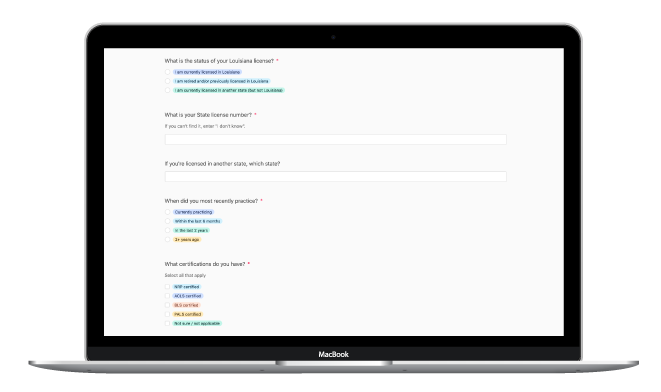 What is the status of your Louisiana license? *
I am currently licensed in Louisiana
I am retired and/or previously licensed in Louisiana
I am currently licensed in another state (but not Louisiana)
What is your State license number? *
If you can't find it, enter "I don't know".
If you're licensed in another state, which state?
When did you most recently practice? *
Currently practicing
Within the last 6 months
In the last 2 years
3+ years ago
What certifications do you have? *
Select all that apply
NRP certified
ACLS certified
BLS certified
PALS certified
Not sure / not applicable
MacBook